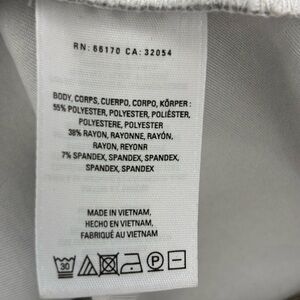 RN: 66170 CA: 32054
BODY, CORPS, CUERPO, CORPO, KÖRPER :
55% POLYESTER, POLYESTER, POLIÉSTER,
POLYESTERE, POLYESTER
38% RAYON, RAYONNE, RAYÓN,
RAYON, REYONR
7% SPANDEX, SPANDEX, SPANDEX,
SPANDEX, SPANDEX
MADE IN VIETNAM,
HECHO EN VIETNAM,
FABRIQUÉ AU VIETNAM
30 P